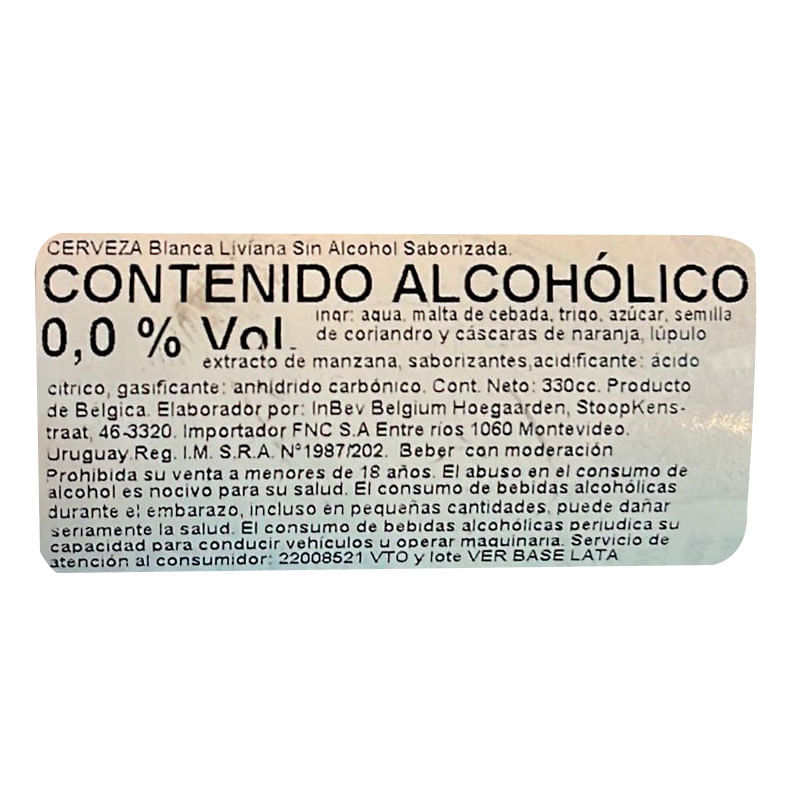 CERVEZA Blanca Liviana Sin Alcohol Saborizada.
CONTENIDO ALCOHÓLICO
0,0 % Vol.
ingr: agua, malta de cebada, trigo, azúcar, semilla
de coriandro y cáscaras de naranja, lúpulo
extracto de manzana, saborizantes,acidificante: ácido
cítrico, gasificante: anhídrido carbónico. Cont. Neto: 330cc. Producto
de Bélgica. Elaborador por: InBev Belgium Hoegaarden, StoopKens-
traat, 46-3320. Importador FNC S.A Entre ríos 1060 Montevideo.
Uruguay.Reg. I.M. S.R.A. N°1987/202. Beber con moderación
Prohibida su venta a menores de 18 años. El abuso en el consumo de
alcohol es nocivo para su salud. El consumo de bebidas alcohólicas
durante el embarazo, incluso en pequeñas cantidades, puede dañar
seriamente la salud. El consumo de bebidas alcohólicas perjudica su
capacidad para conducir vehículos u operar maquinaria. Servicio de
atención al consumidor: 22008521 VTO y lote VER BASE LATA